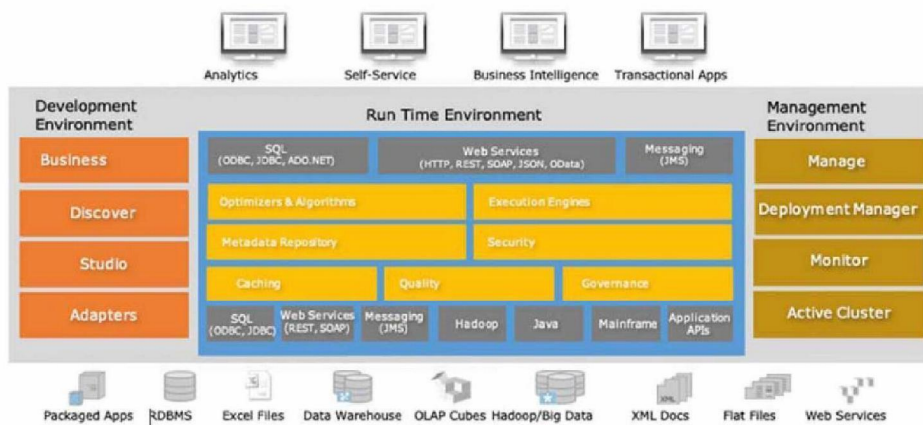 Analytics
Self-Service
Business Intelligence
Transactional Apps
Development
Environment
Run Time Environment
Management
Environment
Business
Discover
Studio
Adapters
SQL
(ODBC, JDBC, ADO.NET)
Web Services
(HTTP, REST, SOAP, JSON, OData)
Messaging
(JMS)
Optimizers & Algorithms
Execution Engines
Metadata Repository
Security
Caching
Quality
Governance
SQL
(ODBC, JDBC)
Web Services
(REST, SOAP)
Messaging
(JMS)
Hadoop
Java
Mainframe
Application
APIs
Manage
Deployment Manager
Monitor
Active Cluster
XML
Packaged Apps
RDBMS
Excel Files
Data Warehouse
OLAP Cubes
Hadoop/Big Data
XML Docs
Flat Files
Web Services